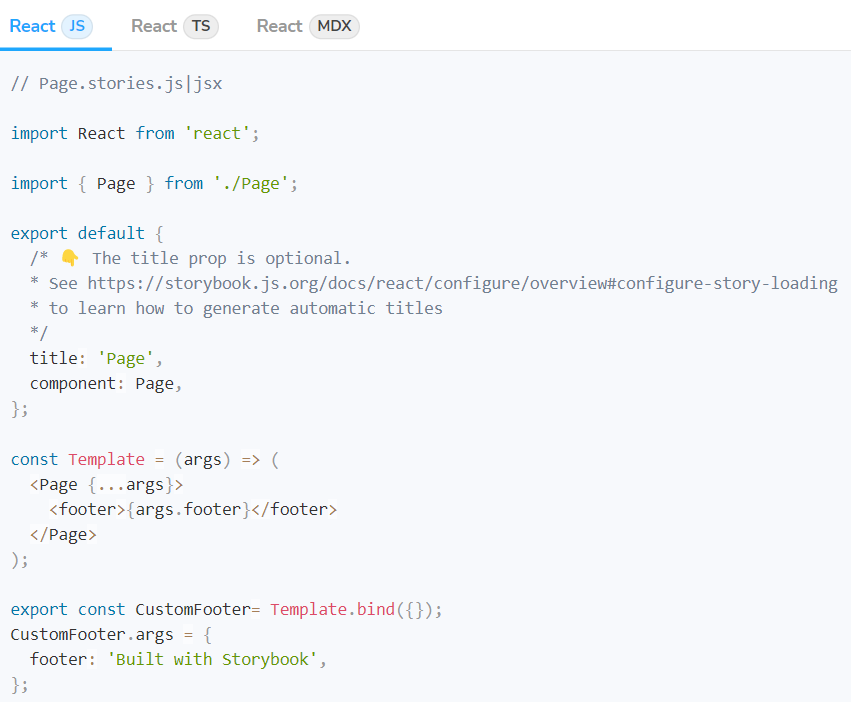 React JS React TS React MDX
// Page.stories.js|jsx
import React from 'react';
import { Page } from './Page';
export default {
  /* 👇 The title prop is optional.
  * See https://storybook.js.org/docs/react/configure/overview#configure-story-loading
  * to learn how to generate automatic titles
  */
  title: 'Page',
  component: Page,
};
const Template = (args) => (
  <Page {...args}>
    <footer>{args.footer}</footer>
  </Page>
);
export const CustomFooter= Template.bind({});
CustomFooter.args = {
  footer: 'Built with Storybook',
};